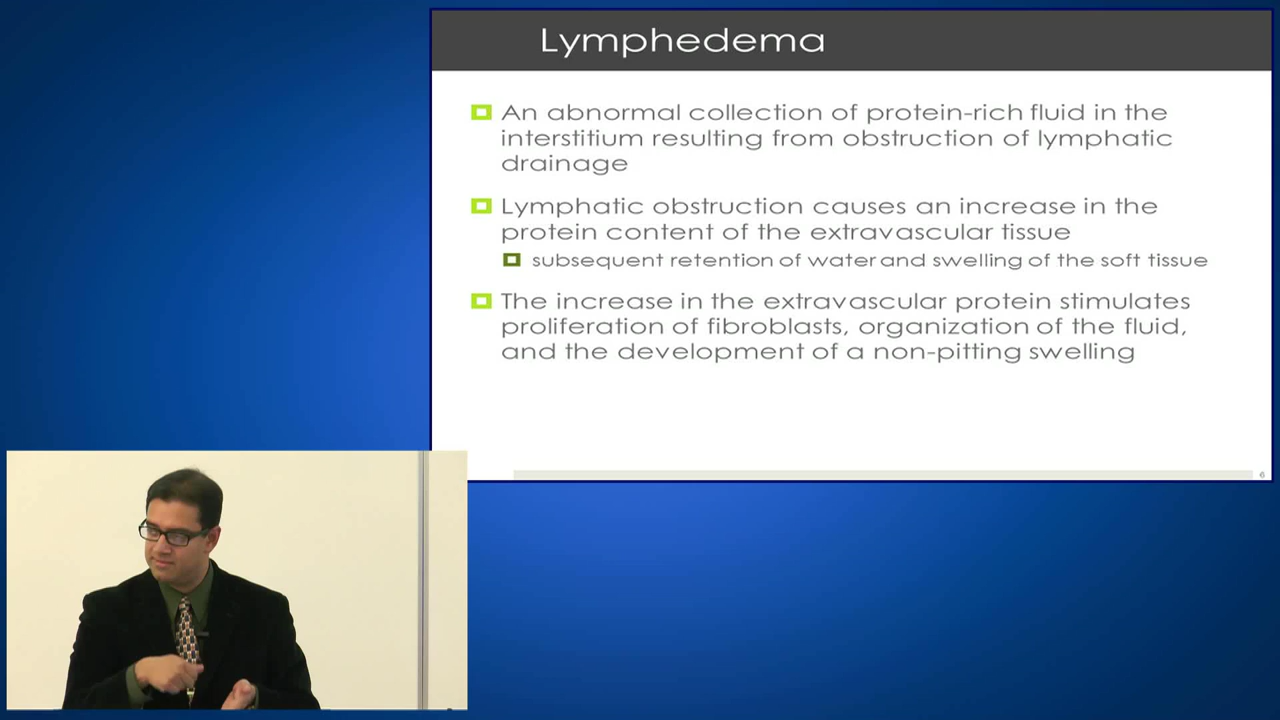 Lymphedema
An abnormal collection of protein-rich fluid in the
interstitium resulting from obstruction of lymphatic
drainage
Lymphatic obstruction causes an increase in the
protein content of the extravascular tissue
subsequent retention of water and swelling of the soft tissue
The increase in the extravascular protein stimulates
proliferation of fibroblasts, organization of the fluid,
and the development of a non-pitting swelling
6